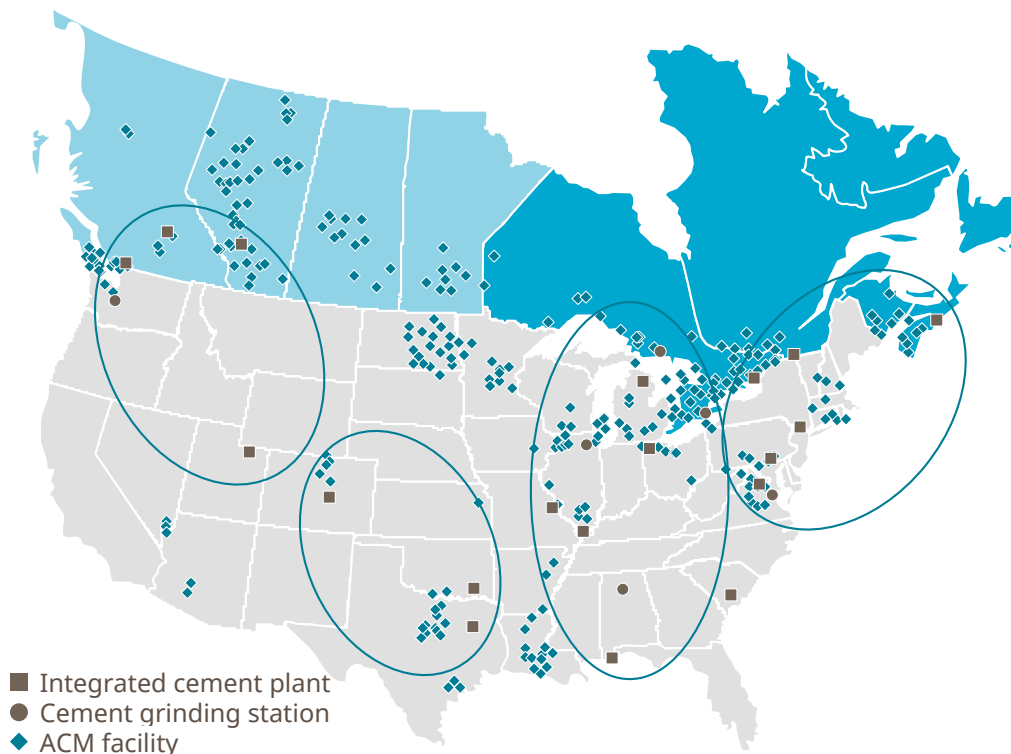 Integrated cement plant
Cement grinding station
ACM facility